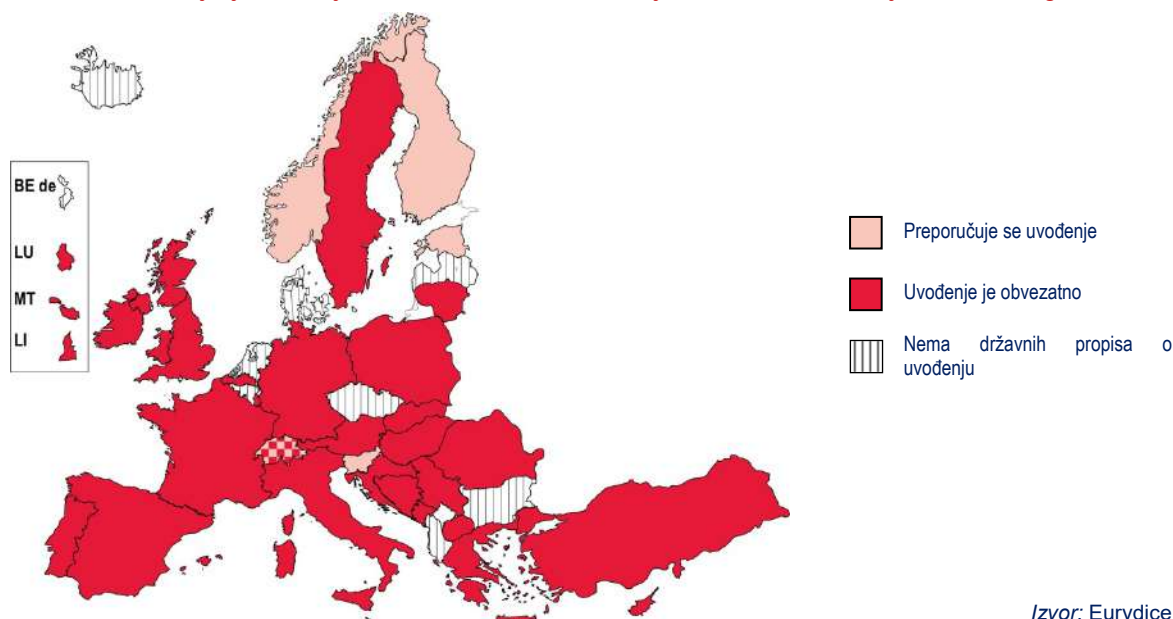 BE de
LU
MT
LI
Preporučuje se uvođenje
Uvođenje je obvezatno
Nema državnih propisa o
uvođenju
Izvor: Eurydice